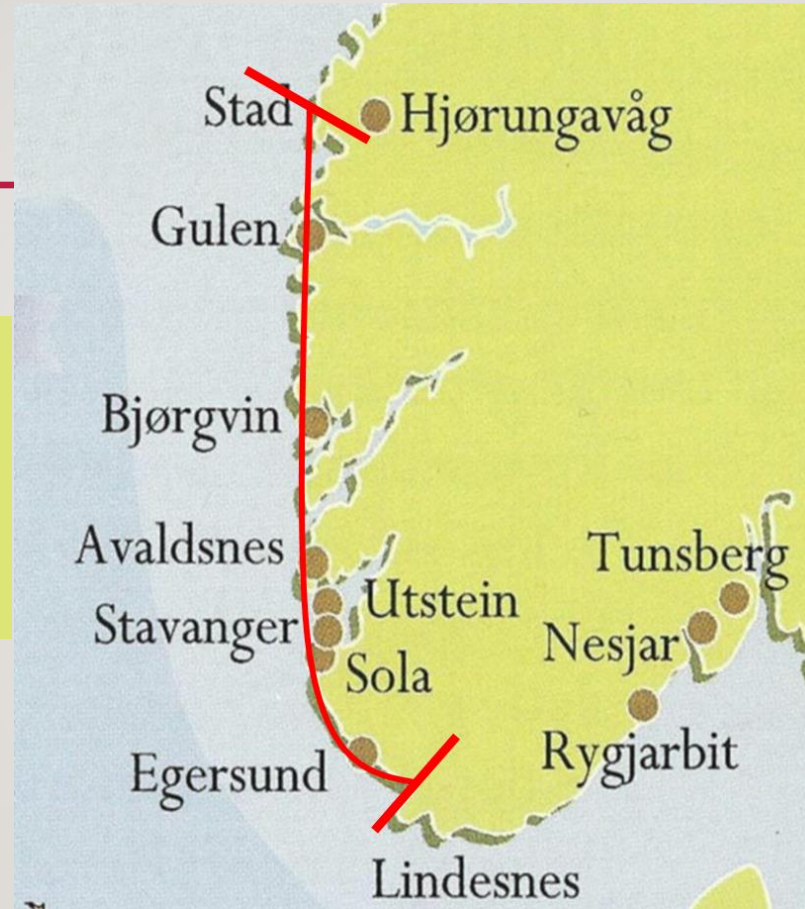 Stad
Hjørungavåg
Gulen
Bjørgvin
Avaldsnes
Tunsberg
Utstein
Stavanger
Nesjar
Sola
Rygjarbit
Egersund
Lindesnes